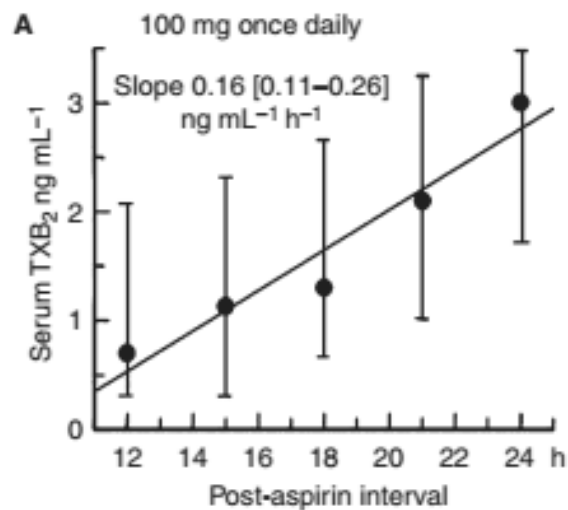 A
100 mg once daily
Slope 0.16 [0.11–0.26]
ng mL⁻¹ h⁻¹
Serum TXB₂ ng mL⁻¹
3
2
1
0
12 14 16 18 20 22 24 h
Post-aspirin interval